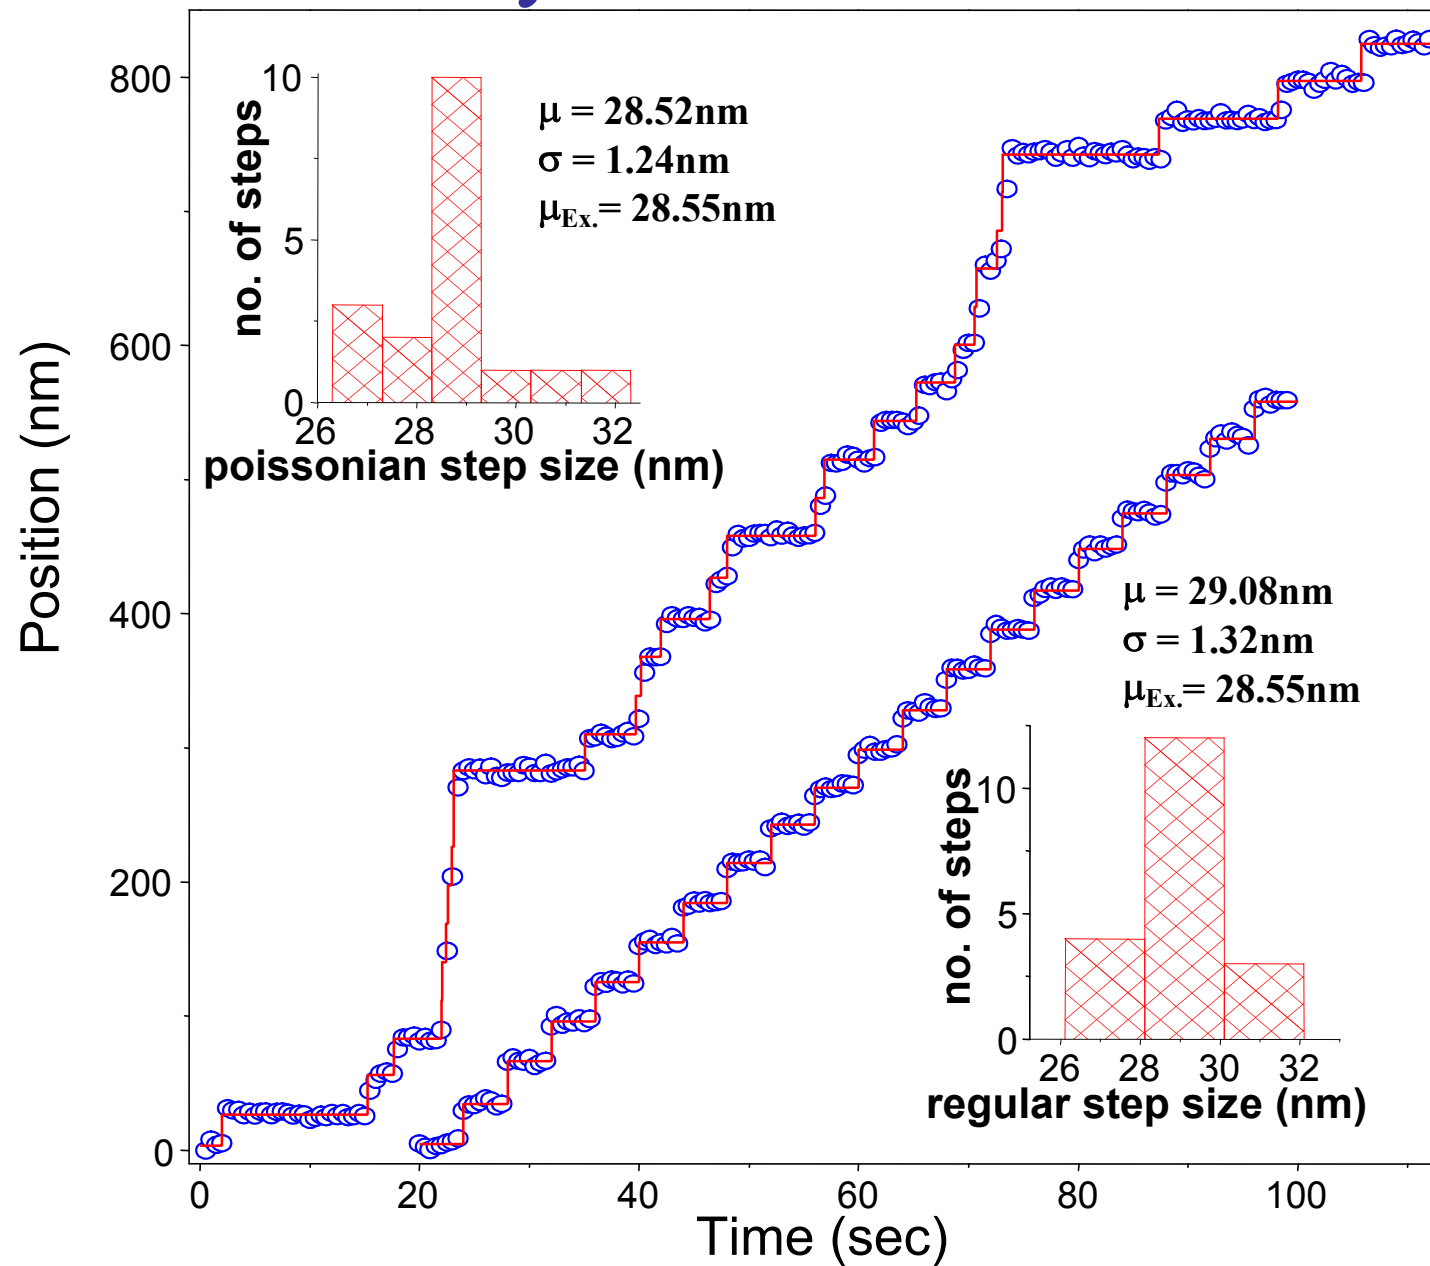 800
600
400
200
0
Position (nm)
0
20
40
60
80
100
Time (sec)
10
5
0
no. of steps
26
28
30
32
poissonian step size (nm)
μ = 28.52nm
σ = 1.24nm
μEx.= 28.55nm
μ = 29.08nm
σ = 1.32nm
μEx.= 28.55nm
10
5
0
no. of steps
26
28
30
32
regular step size (nm)